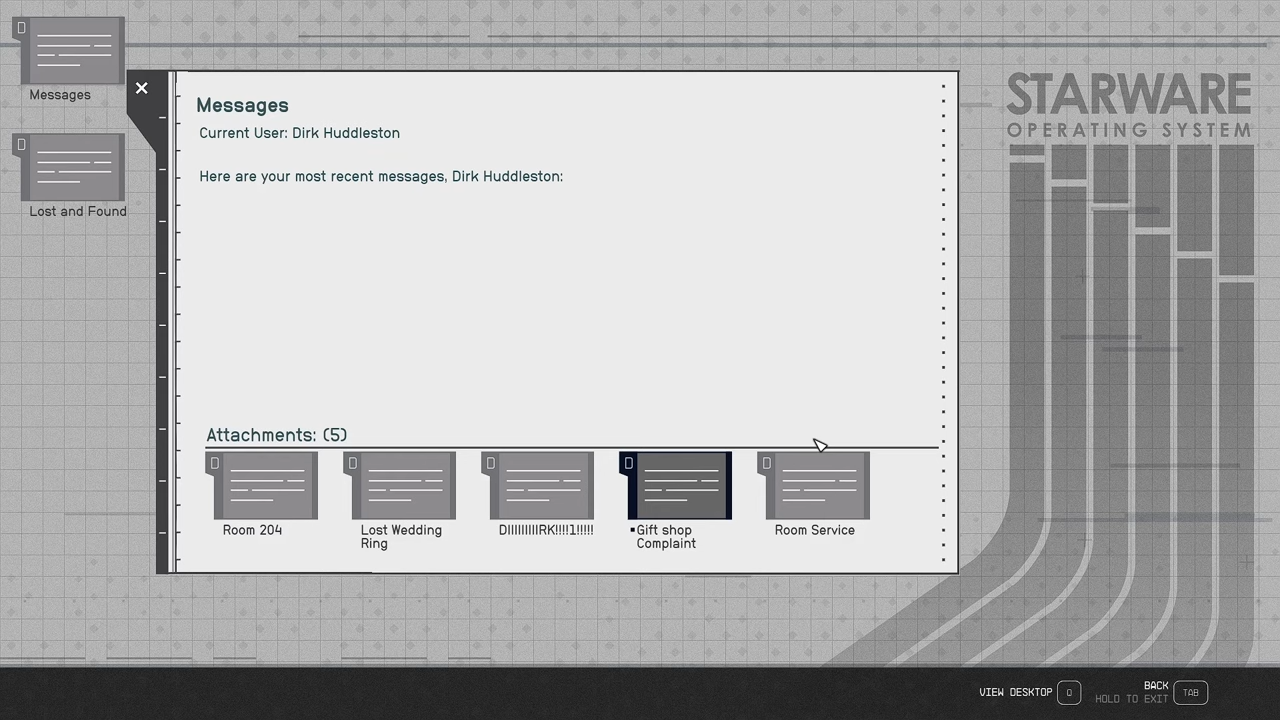 Messages
Lost and Found
Messages
Current User: Dirk Huddleston
Here are your most recent messages, Dirk Huddleston:
Attachments: (5)
Room 204
Lost Wedding
Ring
DIIIIIIIIIRK!!!!1!!!!!
Gift shop
Complaint
Room Service
STARWARE
OPERATING SYSTEM
VIEW DESKTOP Q
BACK
HOLD TO EXIT TAB